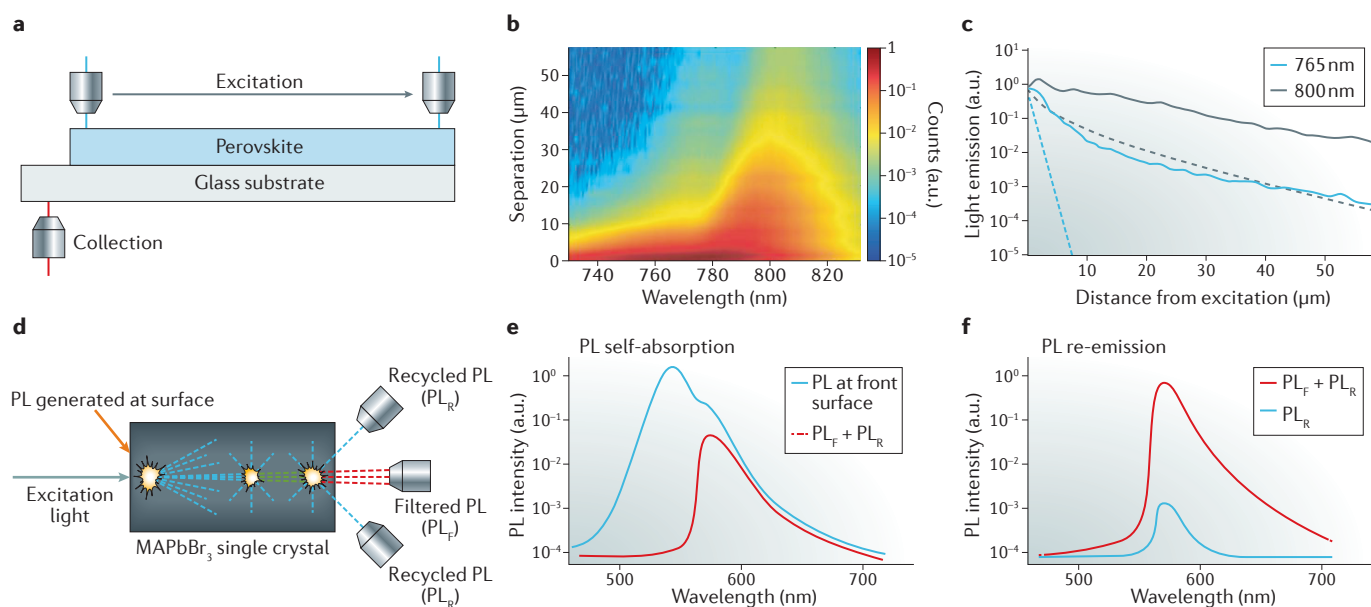 a
Excitation
Perovskite
Glass substrate
Collection
b
Separation (µm)
50
40
30
20
10
0
740
760
780
800
820
Wavelength (nm)
1
10⁻¹
10⁻²
10⁻³
10⁻⁴
10⁻⁵
Counts (a.u.)
c
Light emission (a.u.)
10¹
10⁰
10⁻¹
10⁻²
10⁻³
10⁻⁴
10⁻⁵
10
20
30
40
50
Distance from excitation (µm)
765 nm
800 nm
d
PL generated at surface
Excitation
light
MAPbBr₃ single crystal
Recycled PL
(PL_R)
Filtered PL
(PL_F)
Recycled PL
(PL_R)
e
PL self-absorption
PL intensity (a.u.)
10⁰
10⁻¹
10⁻²
10⁻³
10⁻⁴
500
600
700
Wavelength (nm)
PL at front
surface
PL_F + PL_R
f
PL re-emission
PL intensity (a.u.)
10⁰
10⁻¹
10⁻²
10⁻³
10⁻⁴
500
600
700
Wavelength (nm)
PL_F + PL_R
PL_R